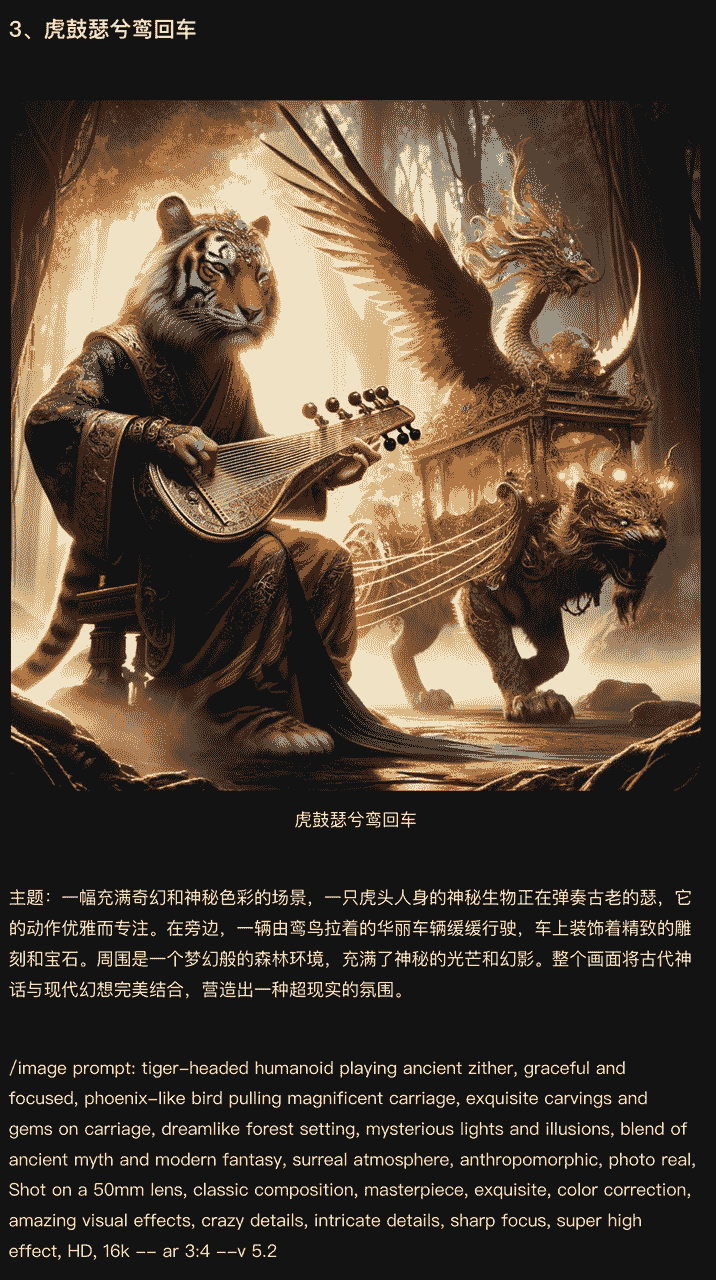 3、虎鼓瑟兮鸾回车
虎鼓瑟兮鸾回车
主题：一幅充满奇幻和神秘色彩的场景，一只虎头人身的神秘生物正在弹奏古老的瑟，它
的动作优雅而专注。在旁边，一辆由鸾鸟拉着的华丽车辆缓缓行驶，车上装饰着精致的雕
刻和宝石。周围是一个梦幻般的森林环境，充满了神秘的光芒和幻影。整个画面将古代神
话与现代幻想完美结合，营造出一种超现实的氛围。
/image prompt: tiger-headed humanoid playing ancient zither, graceful and
focused, phoenix-like bird pulling magnificent carriage, exquisite carvings and
gems on carriage, dreamlike forest setting, mysterious lights and illusions, blend of
ancient myth and modern fantasy, surreal atmosphere, anthropomorphic, photo real,
Shot on a 50mm lens, classic composition, masterpiece, exquisite, color correction,
amazing visual effects, crazy details, intricate details, sharp focus, super high
effect, HD, 16k -- ar 3:4 --v 5.2